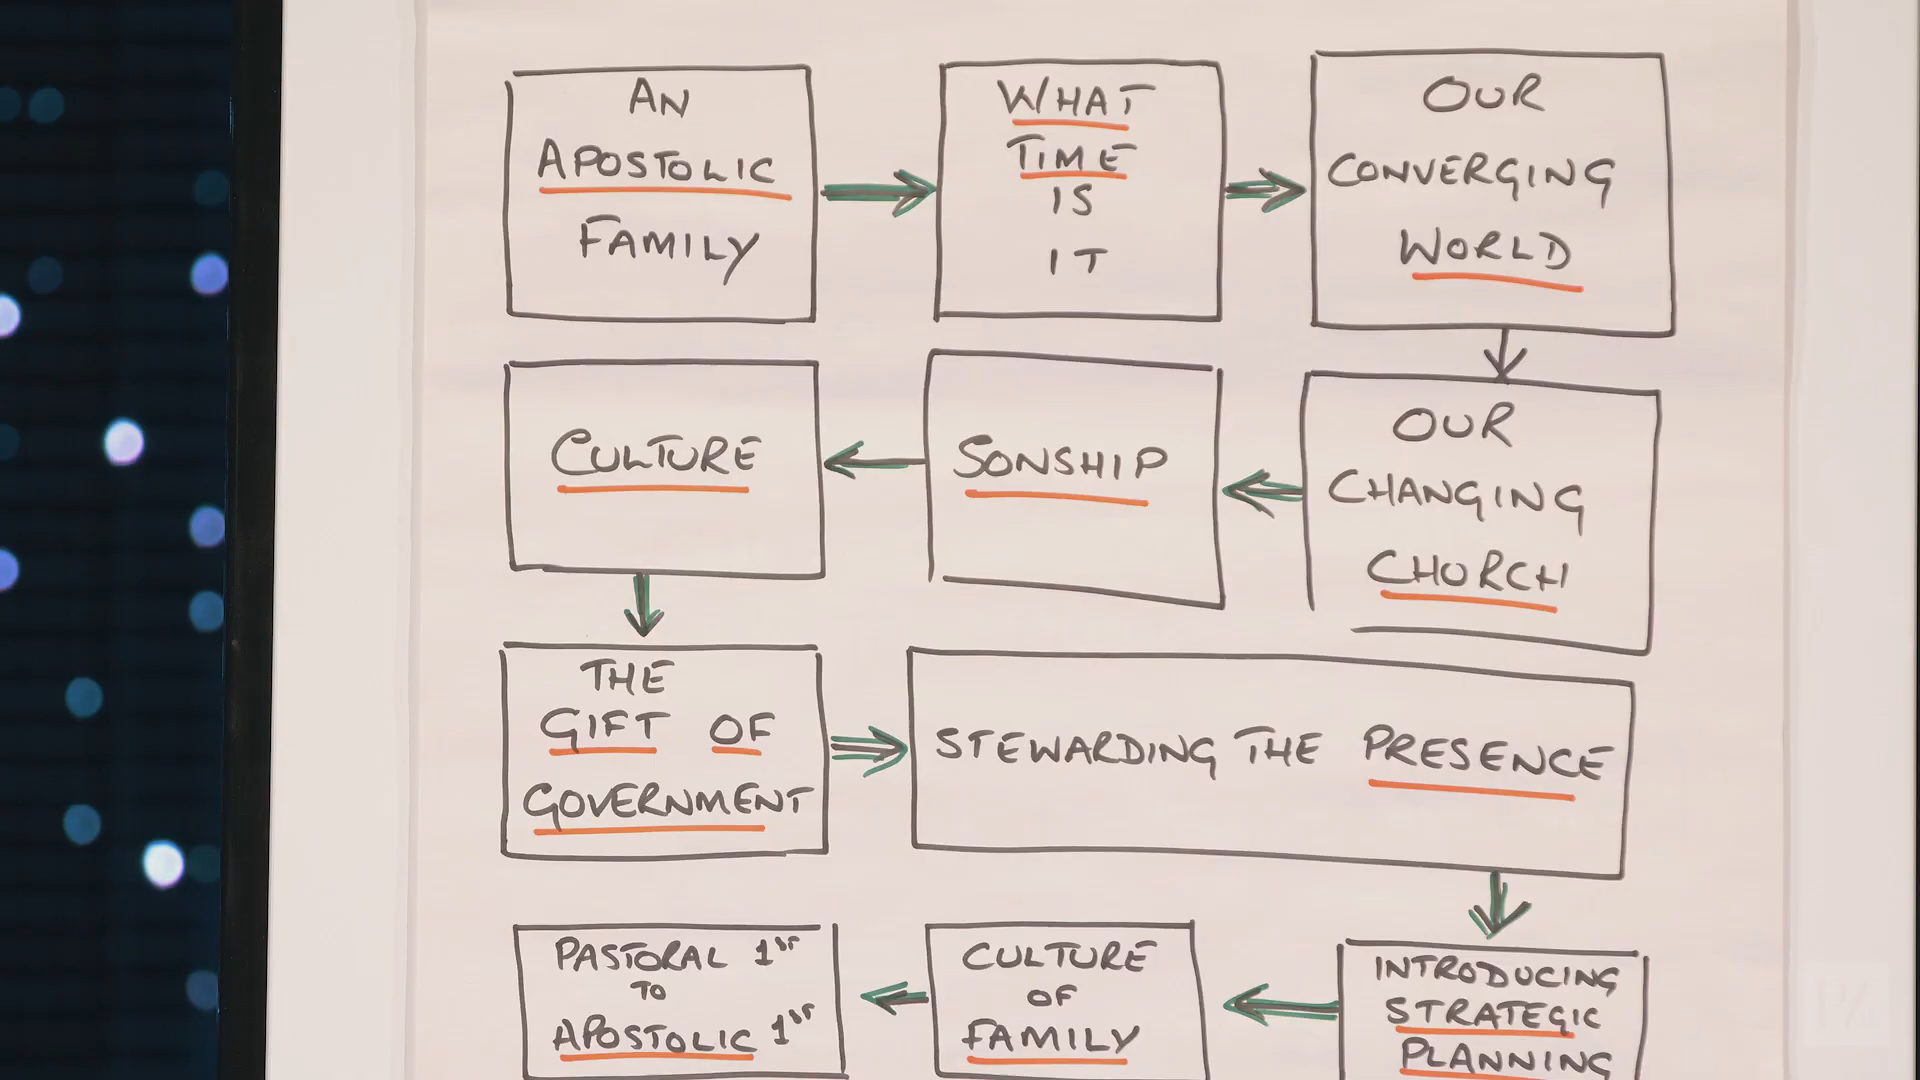 AN
APOSTOLIC
FAMILY
WHAT
TIME
IS
IT
OUR
CONVERGING
WORLD
OUR
CHANGING
CHURCH
SONSHIP
CULTURE
THE
GIFT OF
GOVERNMENT
STEWARDING THE PRESENCE
INTRODUCING
STRATEGIC
PLANNING
CULTURE
OF
FAMILY
PASTORAL 1ST
TO
APOSTOLIC 1ST